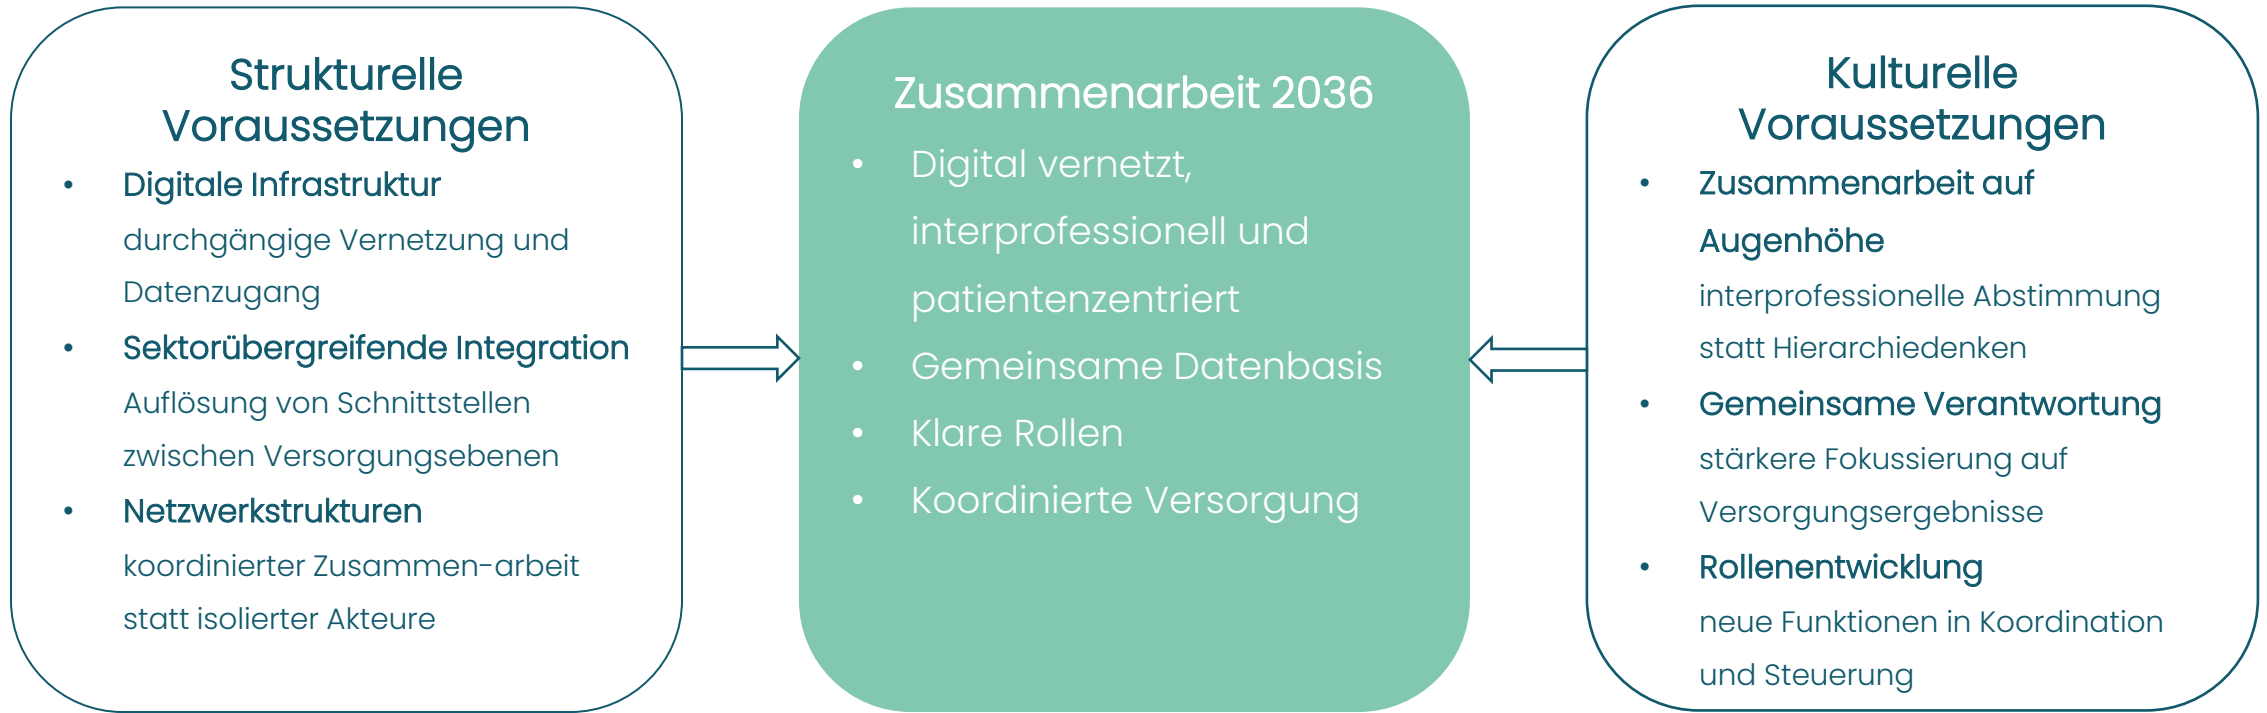 Strukturelle
Voraussetzungen
• Digitale Infrastruktur
durchgängige Vernetzung und
Datenzugang
• Sektorübergreifende Integration
Auflösung von Schnittstellen
zwischen Versorgungsebenen
• Netzwerkstrukturen
koordinierter Zusammen-arbeit
statt isolierter Akteure
Zusammenarbeit 2036
• Digital vernetzt,
interprofessionell und
patientenzentriert
• Gemeinsame Datenbasis
• Klare Rollen
• Koordinierte Versorgung
Kulturelle
Voraussetzungen
• Zusammenarbeit auf
Augenhöhe
interprofessionelle Abstimmung
statt Hierarchiedenken
• Gemeinsame Verantwortung
stärkere Fokussierung auf
Versorgungsergebnisse
• Rollenentwicklung
neue Funktionen in Koordination
und Steuerung